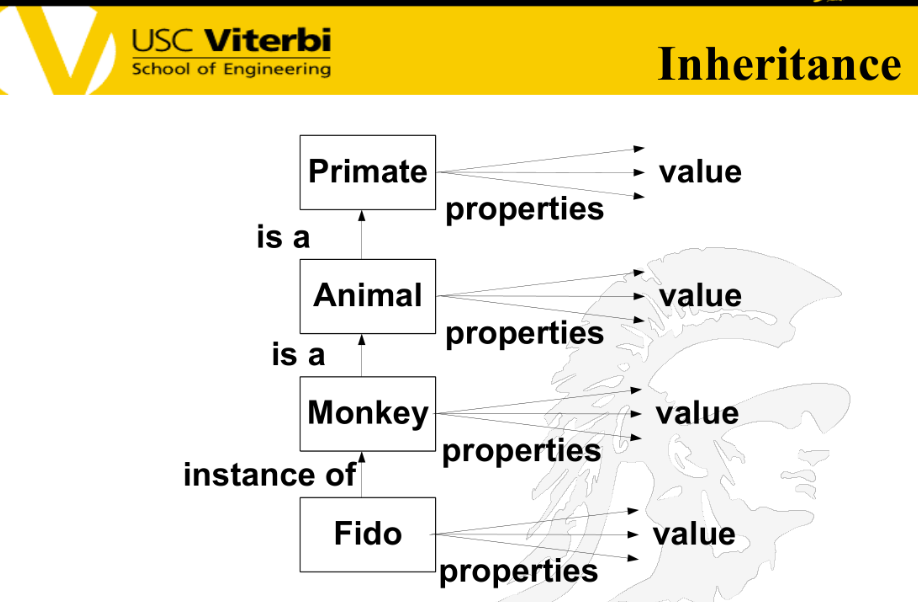 USC Viterbi
School of Engineering
Inheritance
Primate
value
properties
is a
Animal
value
properties
is a
Monkey
value
properties
instance of
Fido
value
properties